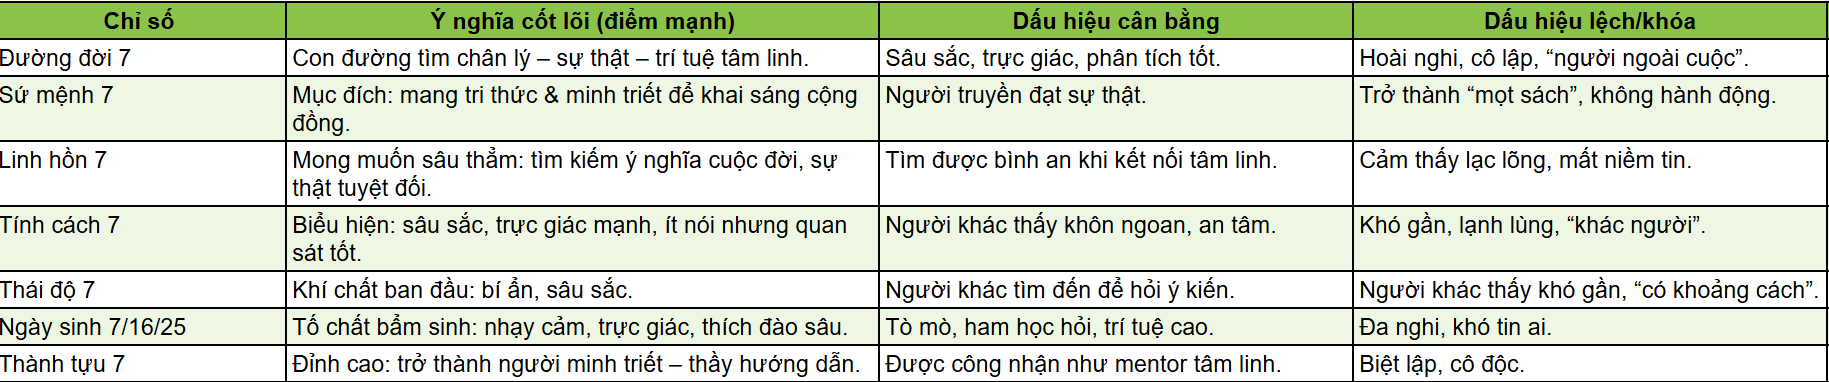 Chỉ số
Ý nghĩa cốt lõi (điểm mạnh)
Dấu hiệu cân bằng
Dấu hiệu lệch/khóa
Đường đời 7
Con đường tìm chân lý – sự thật – trí tuệ tâm linh.
Sâu sắc, trực giác, phân tích tốt.
Hoài nghi, cô lập, “người ngoài cuộc”.
Sứ mệnh 7
Mục đích: mang tri thức & minh triết để khai sáng cộng
đồng.
Người truyền đạt sự thật.
Trở thành “mọt sách”, không hành động.
Linh hồn 7
Mong muốn sâu thẳm: tìm kiếm ý nghĩa cuộc đời, sự
thật tuyệt đối.
Tìm được bình an khi kết nối tâm linh.
Cảm thấy lạc lõng, mất niềm tin.
Tính cách 7
Biểu hiện: sâu sắc, trực giác mạnh, ít nói nhưng quan
sát tốt.
Người khác thấy khôn ngoan, an tâm.
Khó gần, lạnh lùng, “khác người”.
Thái độ 7
Khí chất ban đầu: bí ẩn, sâu sắc.
Người khác tìm đến để hỏi ý kiến.
Người khác thấy khó gần, “có khoảng cách”.
Ngày sinh 7/16/25
Tố chất bẩm sinh: nhạy cảm, trực giác, thích đào sâu.
Tò mò, ham học hỏi, trí tuệ cao.
Đa nghi, khó tin ai.
Thành tựu 7
Đỉnh cao: trở thành người minh triết – thầy hướng dẫn.
Được công nhận như mentor tâm linh.
Biệt lập, cô độc.